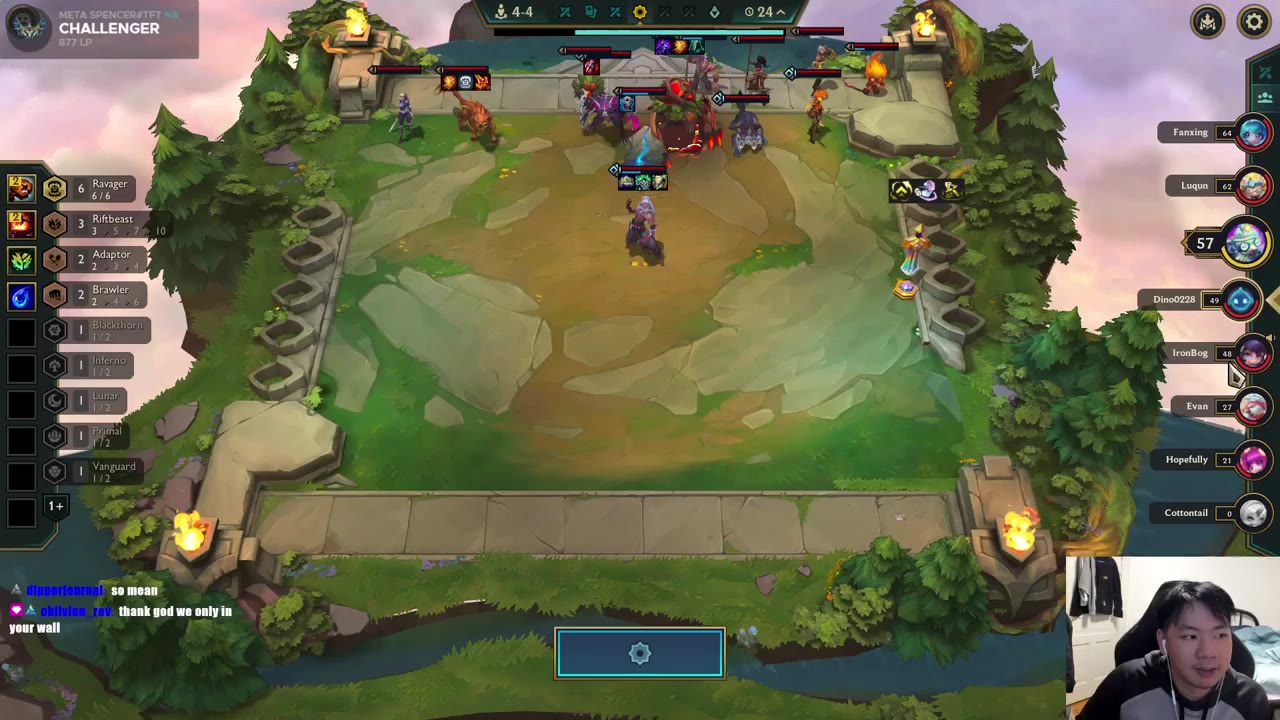 META SPENCER#TFT NA
CHALLENGER
877 LP
4-4
24
Fanxing 64
Luqun 62
57
Dino0228 49
IronBog 48
Evan 27
Hopefully 21
Cottontail 0
6 Ravager
6 / 6
3 Riftbeast
3 > 5 > 7 > 10
2 Adaptor
2 > 3 > 4
2 Brawler
2 > 4 > 6
1 Blackthorn
1 / 2
1 Inferno
1 / 2
1 Lunar
1 / 2
1 Primal
1 / 2
1 Vanguard
1 / 2
1+
dipperjournal so mean
oblivion_rev thank god we only in
your wall